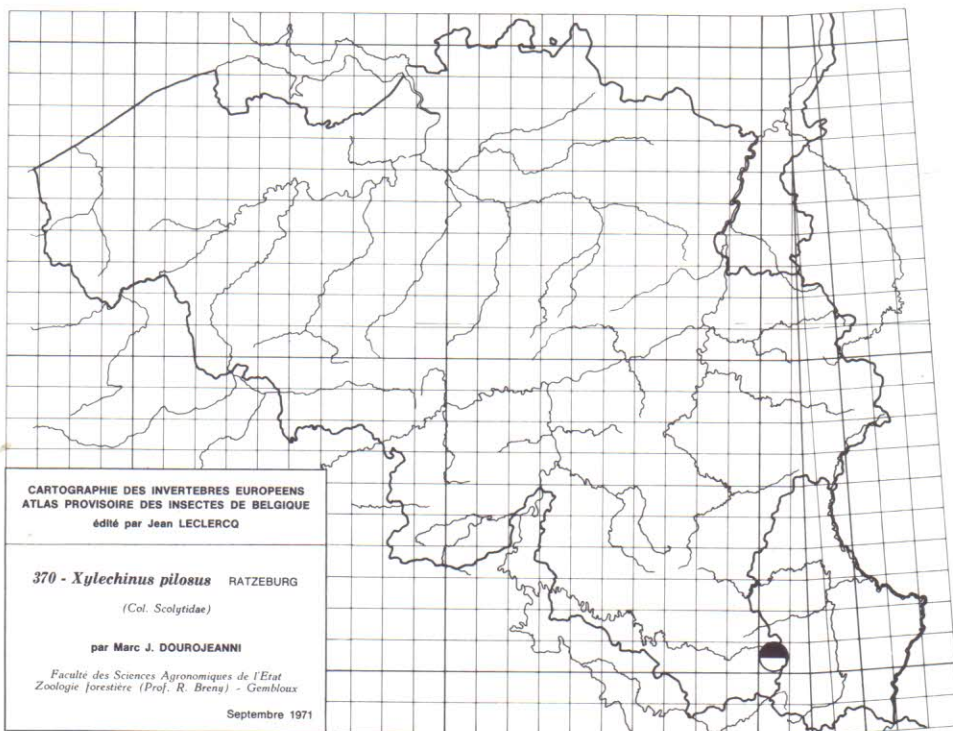 CARTOGRAPHIE DES INVERTEBRES EUROPEENS
ATLAS PROVISOIRE DES INSECTES DE BELGIQUE
édité par Jean LECLERCQ
370 - Xylechinus pilosus RATZEBURG
(Col. Scolytidae)
par Marc J. DOUROJEANNI
Faculté des Sciences Agronomiques de l'Etat
Zoologie forestière (Prof. R. Breny) - Gembloux
Septembre 1971